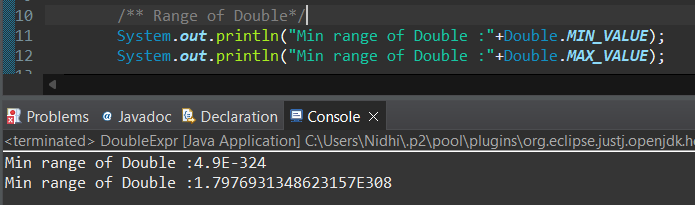 10 /** Range of Double*/
11 System.out.println("Min range of Double :"+Double.MIN_VALUE);
12 System.out.println("Min range of Double :"+Double.MAX_VALUE);
13
Problems @ Javadoc Declaration Console ×
<terminated> DoubleExpr [Java Application] C:\Users\Nidhi\.p2\pool\plugins\org.eclipse.justj.openjdk.h
Min range of Double :4.9E-324
Min range of Double :1.7976931348623157E308